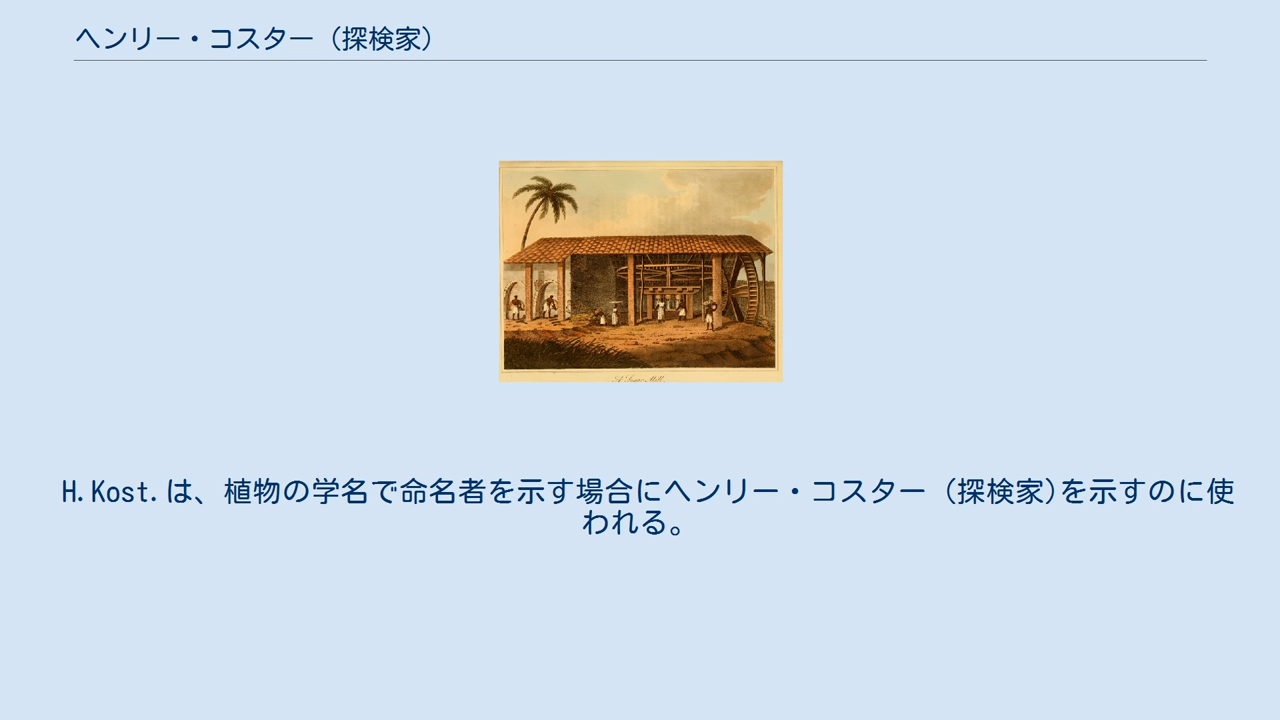 ヘンリー・コスター (探検家)
A Sugar Mill.
H.Kost.は、植物の学名で命名者を示す場合にヘンリー・コスター (探検家)を示すのに使
われる。